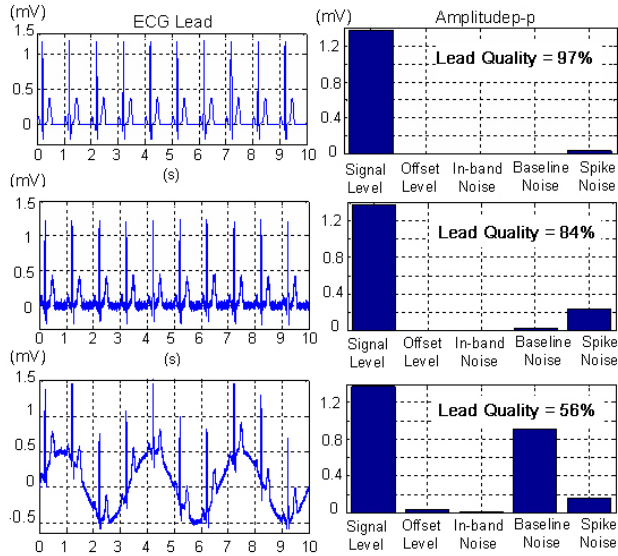 (mV)
ECG Lead
1.5
1
0.5
0
0 1 2 3 4 5 6 7 8 9 10
(s)
(mV)
Amplitudep-p
1.2
0.8
0.4
0
Lead Quality = 97%
Signal Level
Offset Level
In-band Noise
Baseline Noise
Spike Noise
(mV)
1.5
1
0.5
0
0 1 2 3 4 5 6 7 8 9 10
(s)
1.2
0.8
0.4
0
Lead Quality = 84%
Signal Level
Offset Level
In-band Noise
Baseline Noise
Spike Noise
(mV)
1.5
1
0.5
0
-0.5
0 1 2 3 4 5 6 7 8 9 10
1.2
0.8
0.4
0
Lead Quality = 56%
Signal Level
Offset Level
In-band Noise
Baseline Noise
Spike Noise